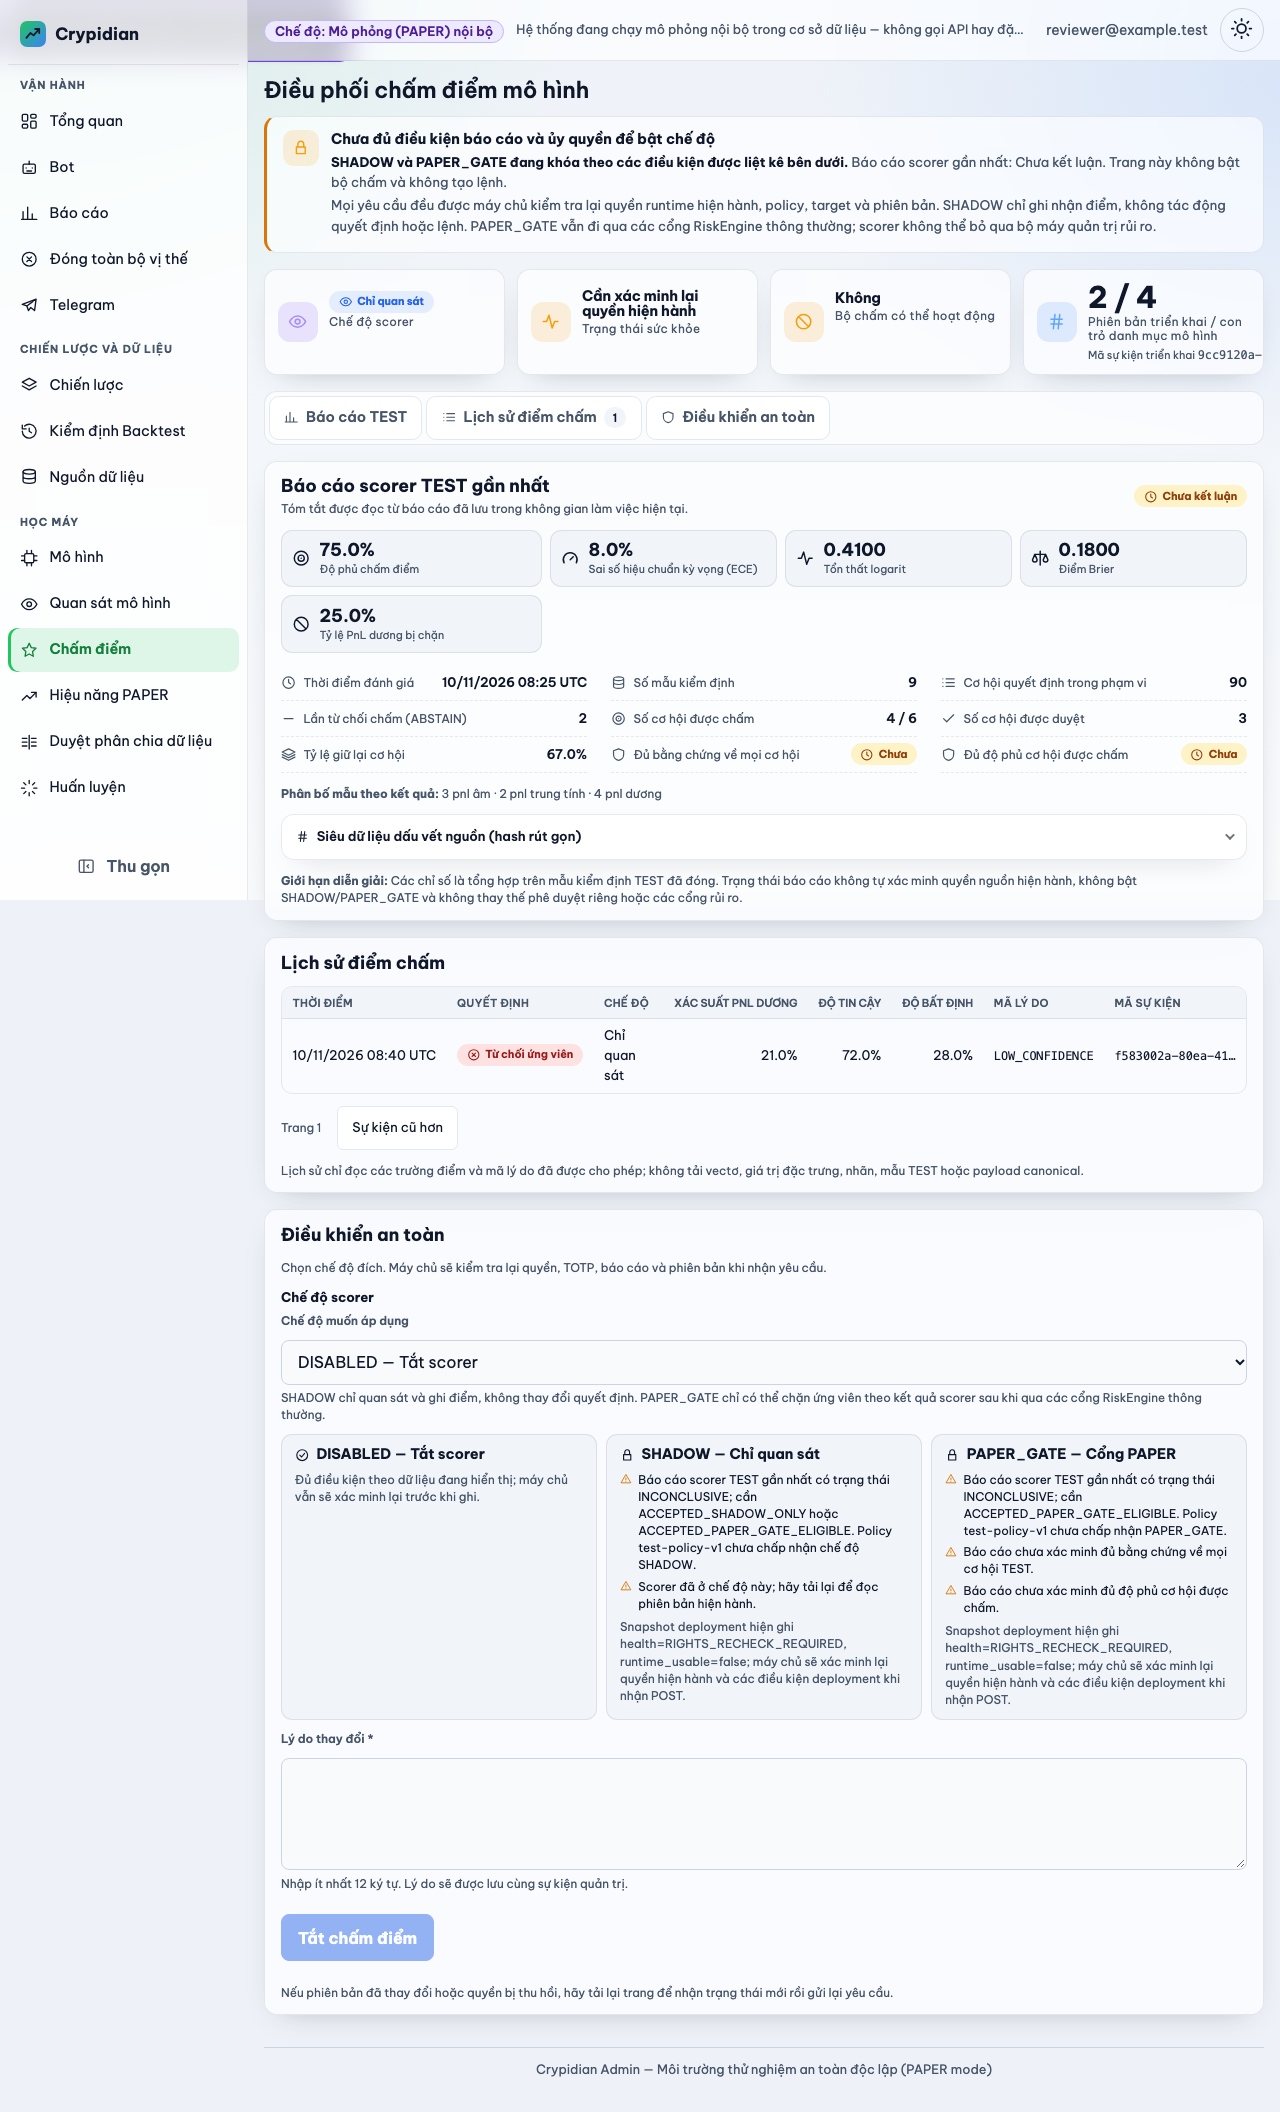 Crypidian
VẬN HÀNH
Tổng quan
Bot
Báo cáo
Đóng toàn bộ vị thế
Telegram
CHIẾN LƯỢC VÀ DỮ LIỆU
Chiến lược
Kiểm định Backtest
Nguồn dữ liệu
HỌC MÁY
Mô hình
Quan sát mô hình
Chấm điểm
Hiệu năng PAPER
Duyệt phân chia dữ liệu
Huấn luyện
Thu gọn
Chế độ: Mô phỏng (PAPER) nội bộ
Hệ thống đang chạy mô phỏng nội bộ trong cơ sở dữ liệu — không gọi API hay đặ...
reviewer@example.test
Điều phối chấm điểm mô hình
Chưa đủ điều kiện báo cáo và ủy quyền để bật chế độ
SHADOW và PAPER_GATE đang khóa theo các điều kiện được liệt kê bên dưới. Báo cáo scorer gần nhất: Chưa kết luận. Trang này không bật
bộ chấm và không tạo lệnh.
Mọi yêu cầu đều được máy chủ kiểm tra lại quyền runtime hiện hành, policy, target và phiên bản. SHADOW chỉ ghi nhận điểm, không tác động
quyết định hoặc lệnh. PAPER_GATE vẫn đi qua các cổng RiskEngine thông thường; scorer không thể bỏ qua bộ máy quản trị rủi ro.
Chỉ quan sát
Chế độ scorer
Cần xác minh lại
quyền hiện hành
Trạng thái sức khỏe
Không
Bộ chấm có thể hoạt động
2 / 4
Phiên bản triển khai / con
trỏ danh mục mô hình
Mã sự kiện triển khai 9cc9120a–
Báo cáo TEST
Lịch sử điểm chấm 1
Điều khiển an toàn
Báo cáo scorer TEST gần nhất
Tóm tắt được đọc từ báo cáo đã lưu trong không gian làm việc hiện tại.
Chưa kết luận
75.0%
Độ phủ chấm điểm
8.0%
Sai số hiệu chuẩn kỳ vọng (ECE)
0.4100
Tổn thất logarit
0.1800
Điểm Brier
25.0%
Tỷ lệ PnL dương bị chặn
Thời điểm đánh giá 10/11/2026 08:25 UTC
Số mẫu kiểm định 9
Cơ hội quyết định trong phạm vi 90
Lần từ chối chấm (ABSTAIN) 2
Số cơ hội được chấm 4 / 6
Số cơ hội được duyệt 3
Tỷ lệ giữ lại cơ hội 67.0%
Đủ bằng chứng về mọi cơ hội Chưa
Đủ độ phủ cơ hội được chấm Chưa
Phân bố mẫu theo kết quả: 3 pnl âm · 2 pnl trung tính · 4 pnl dương
Siêu dữ liệu dấu vết nguồn (hash rút gọn)
Giới hạn diễn giải: Các chỉ số là tổng hợp trên mẫu kiểm định TEST đã đóng. Trạng thái báo cáo không tự xác minh quyền nguồn hiện hành, không bật
SHADOW/PAPER_GATE và không thay thế phê duyệt riêng hoặc các cổng rủi ro.
Lịch sử điểm chấm
THỜI ĐIỂM QUYẾT ĐỊNH CHẾ ĐỘ XÁC SUẤT PNL DƯƠNG ĐỘ TIN CẬY ĐỘ BẤT ĐỊNH MÃ LÝ DO MÃ SỰ KIỆN
10/11/2026 08:40 UTC Từ chối ứng viên Chỉ quan sát 21.0% 72.0% 28.0% LOW_CONFIDENCE f583002a–80ea–41…
Trang 1
Sự kiện cũ hơn
Lịch sử chỉ đọc các trường điểm và mã lý do đã được cho phép; không tải vectơ, giá trị đặc trưng, nhãn, mẫu TEST hoặc payload canonical.
Điều khiển an toàn
Chọn chế độ đích. Máy chủ sẽ kiểm tra lại quyền, TOTP, báo cáo và phiên bản khi nhận yêu cầu.
Chế độ scorer
Chế độ muốn áp dụng
DISABLED — Tắt scorer
SHADOW chỉ quan sát và ghi điểm, không thay đổi quyết định. PAPER_GATE chỉ có thể chặn ứng viên theo kết quả scorer sau khi qua các cổng RiskEngine thông
thường.
DISABLED — Tắt scorer
Đủ điều kiện theo dữ liệu đang hiển thị; máy chủ
vẫn sẽ xác minh lại trước khi ghi.
SHADOW — Chỉ quan sát
Báo cáo scorer TEST gần nhất có trạng thái
INCONCLUSIVE; cần
ACCEPTED_SHADOW_ONLY hoặc
ACCEPTED_PAPER_GATE_ELIGIBLE. Policy
test-policy-v1 chưa chấp nhận chế độ
SHADOW.
Scorer đã ở chế độ này; hãy tải lại để đọc
phiên bản hiện hành.
Snapshot deployment hiện ghi
health=RIGHTS_RECHECK_REQUIRED,
runtime_usable=false; máy chủ sẽ xác minh lại
quyền hiện hành và các điều kiện deployment khi
nhận POST.
PAPER_GATE — Cổng PAPER
Báo cáo scorer TEST gần nhất có trạng thái
INCONCLUSIVE; cần
ACCEPTED_PAPER_GATE_ELIGIBLE. Policy
test-policy-v1 chưa chấp nhận PAPER_GATE.
Báo cáo chưa xác minh đủ bằng chứng về mọi
cơ hội TEST.
Báo cáo chưa xác minh đủ độ phủ cơ hội được
chấm.
Snapshot deployment hiện ghi
health=RIGHTS_RECHECK_REQUIRED,
runtime_usable=false; máy chủ sẽ xác minh lại
quyền hiện hành và các điều kiện deployment khi
nhận POST.
Lý do thay đổi *
Nhập ít nhất 12 ký tự. Lý do sẽ được lưu cùng sự kiện quản trị.
Tắt chấm điểm
Nếu phiên bản đã thay đổi hoặc quyền bị thu hồi, hãy tải lại trang để nhận trạng thái mới rồi gửi lại yêu cầu.
Crypidian Admin — Môi trường thử nghiệm an toàn độc lập (PAPER mode)